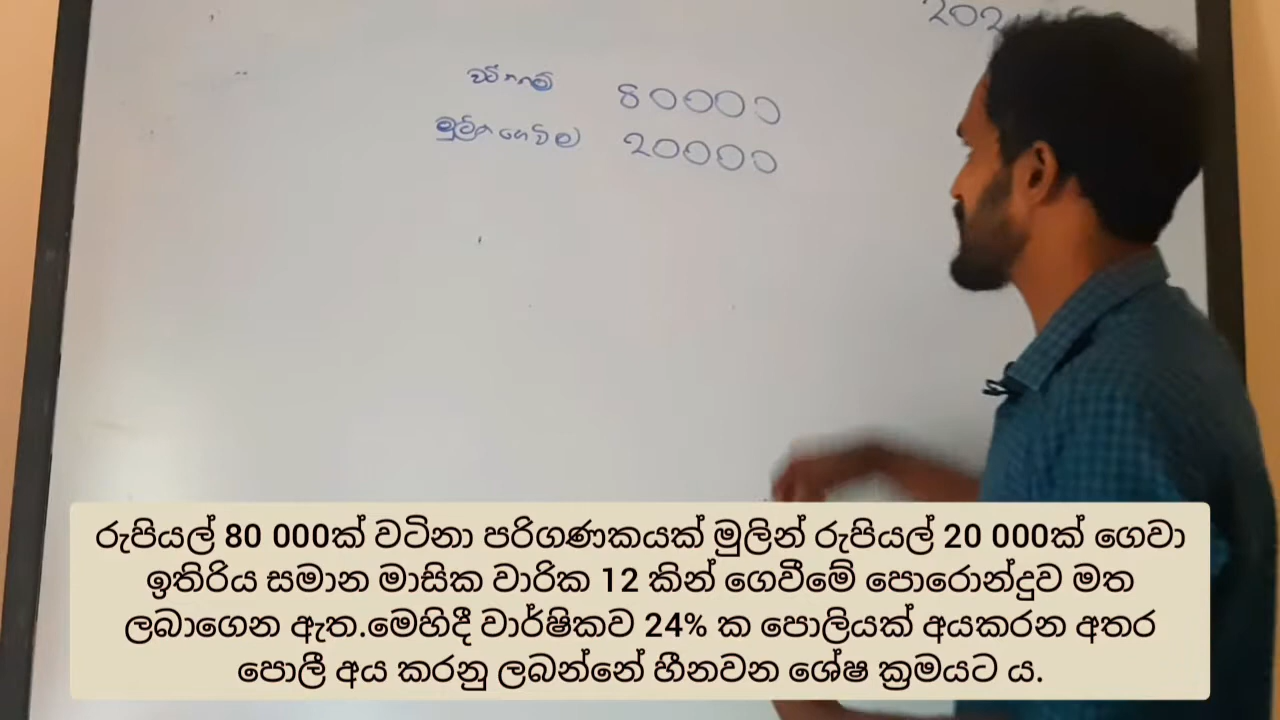 202
වටිනාකම 80000
මූලික ගෙවීම 20000
රුපියල් 80 000ක් වටිනා පරිගණකයක් මුලින් රුපියල් 20 000ක් ගෙවා
ඉතිරිය සමාන මාසික වාරික 12 කින් ගෙවීමේ පොරොන්දුව මත
ලබාගෙන ඇත.මෙහිදී වාර්ෂිකව 24% ක පොලියක් අයකරන අතර
පොලී අය කරනු ලබන්නේ හීනවන ශේෂ ක්‍රමයට ය.